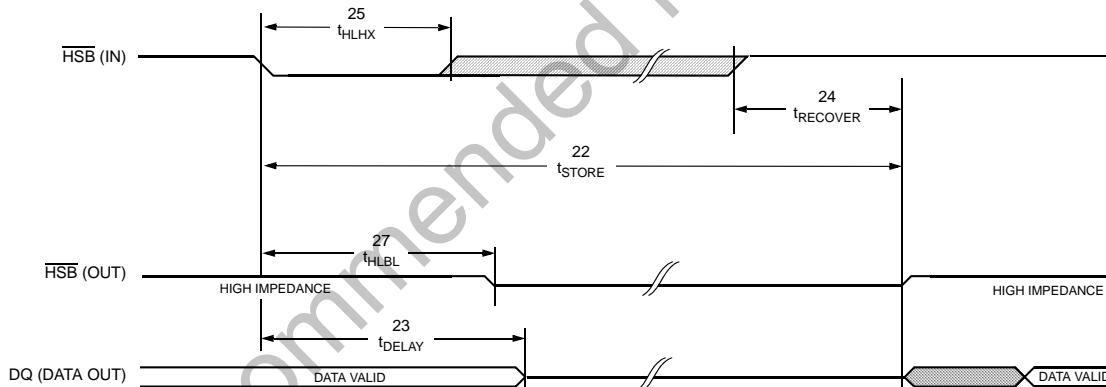 25
tHLHX
HSB (IN)
24
tRECOVER
22
tSTORE
27
tHLBL
HSB (OUT)
HIGH IMPEDANCE
HIGH IMPEDANCE
23
tDELAY
DQ (DATA OUT)
DATA VALID
DATA VALID
ommended